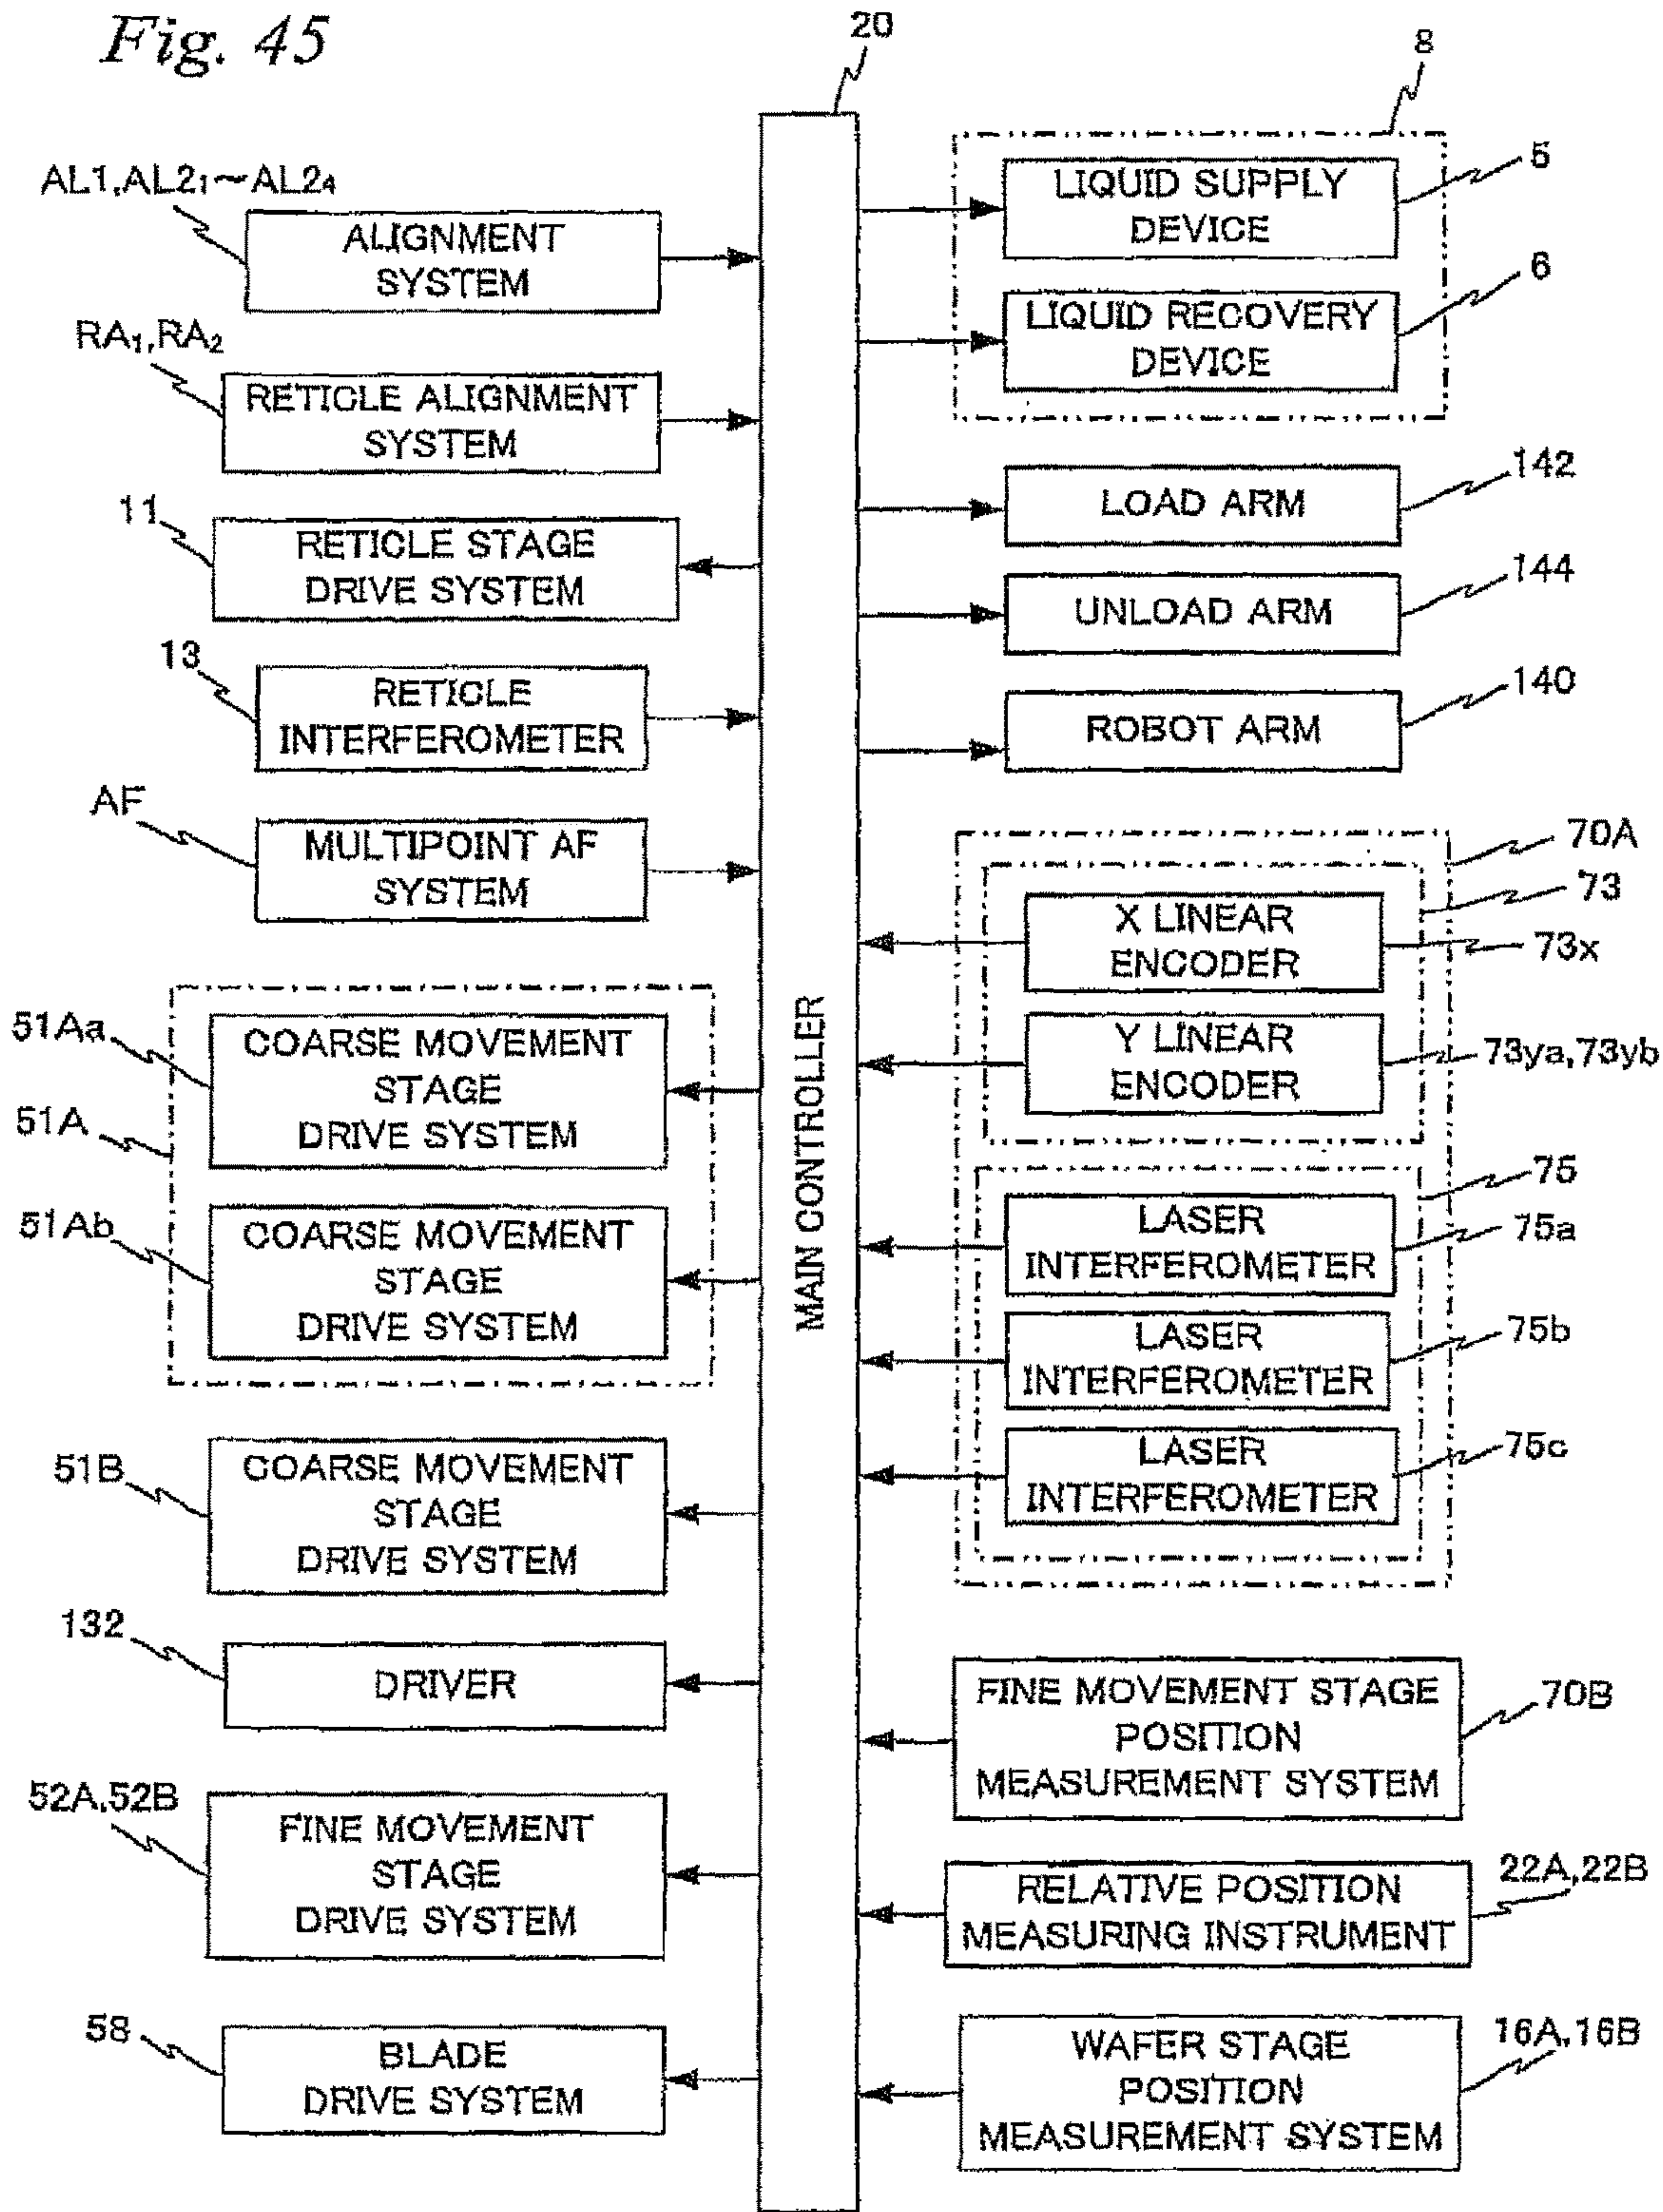 Fig. 45
20
8
AL1,AL2₁~AL2₄
ALIGNMENT
SYSTEM
RA₁,RA₂
RETICLE ALIGNMENT
SYSTEM
11
RETICLE STAGE
DRIVE SYSTEM
13
RETICLE
INTERFEROMETER
AF
MULTIPOINT AF
SYSTEM
51Aa
COARSE MOVEMENT
STAGE
DRIVE SYSTEM
51A
51Ab
COARSE MOVEMENT
STAGE
DRIVE SYSTEM
51B
COARSE MOVEMENT
STAGE
DRIVE SYSTEM
132
DRIVER
52A,52B
FINE MOVEMENT
STAGE
DRIVE SYSTEM
58
BLADE
DRIVE SYSTEM
MAIN CONTROLLER
LIQUID SUPPLY
DEVICE
5
LIQUID RECOVERY
DEVICE
6
LOAD ARM
142
UNLOAD ARM
144
ROBOT ARM
140
70A
73
X LINEAR
ENCODER
73x
Y LINEAR
ENCODER
73ya,73yb
75
LASER
INTERFEROMETER
75a
LASER
INTERFEROMETER
75b
LASER
INTERFEROMETER
75c
FINE MOVEMENT STAGE
POSITION
MEASUREMENT SYSTEM
70B
RELATIVE POSITION
MEASURING INSTRUMENT
22A,22B
WAFER STAGE
POSITION
MEASUREMENT SYSTEM
16A,16B